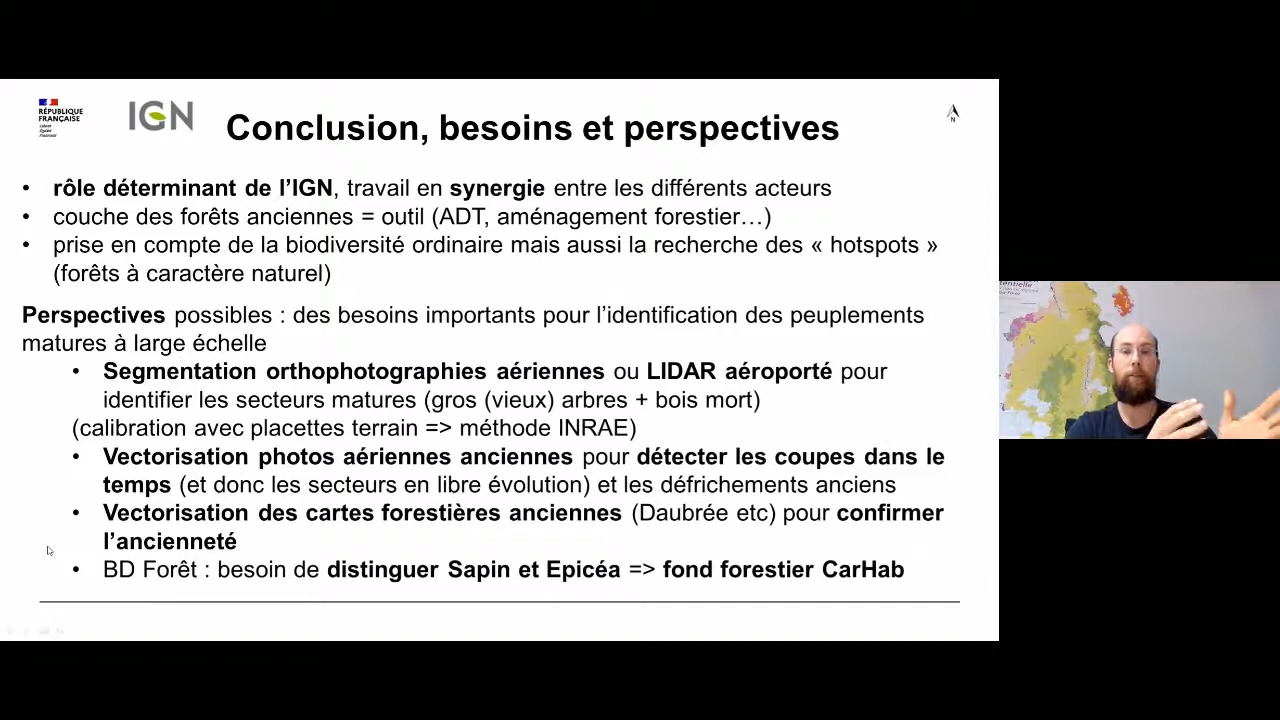 RÉPUBLIQUE
FRANÇAISE
Liberté
Égalité
Fraternité
IGN
N
Conclusion, besoins et perspectives
• rôle déterminant de l’IGN, travail en synergie entre les différents acteurs
• couche des forêts anciennes = outil (ADT, aménagement forestier…)
• prise en compte de la biodiversité ordinaire mais aussi la recherche des « hotspots »
(forêts à caractère naturel)
Perspectives possibles : des besoins importants pour l’identification des peuplements
matures à large échelle
• Segmentation orthophotographies aériennes ou LIDAR aéroporté pour
identifier les secteurs matures (gros (vieux) arbres + bois mort)
(calibration avec placettes terrain => méthode INRAE)
• Vectorisation photos aériennes anciennes pour détecter les coupes dans le
temps (et donc les secteurs en libre évolution) et les défrichements anciens
• Vectorisation des cartes forestières anciennes (Daubrée etc) pour confirmer
l’ancienneté
• BD Forêt : besoin de distinguer Sapin et Epicéa => fond forestier CarHab